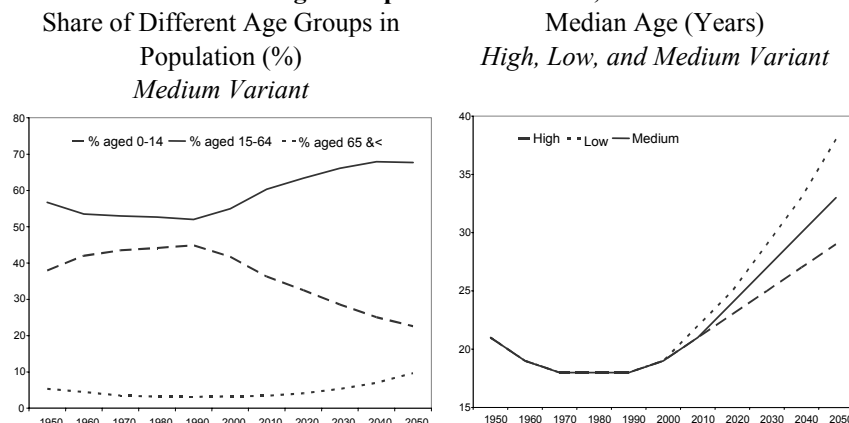 Share of Different Age Groups in
Population (%)
Medium Variant
80
70
60
50
40
30
20
10
0
% aged 0-14 % aged 15-64 % aged 65 &<
1950 1960 1970 1980 1990 2000 2010 2020 2030 2040 2050
Median Age (Years)
High, Low, and Medium Variant
40
35
30
25
20
15
High Low Medium
1950 1960 1970 1980 1990 2000 2010 2020 2030 2040 2050